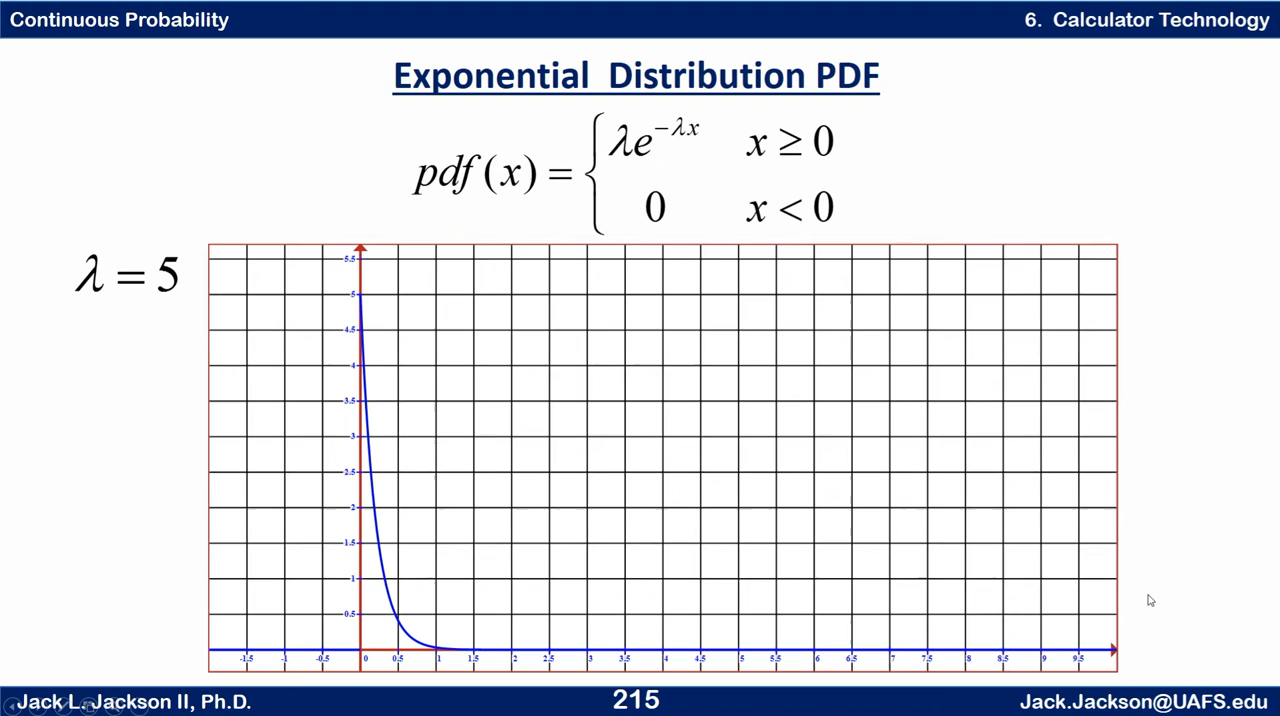 Continuous Probability
6. Calculator Technology
Exponential Distribution PDF
pdf(x) = { λe^{-λx} x ≥ 0
0 x < 0
λ = 5
5.5
5
4.5
4
3.5
3
2.5
2
1.5
1
0.5
-1.5 -1 -0.5 0 0.5 1 1.5 2 2.5 3 3.5 4 4.5 5 5.5 6 6.5 7 7.5 8 8.5 9 9.5
Jack L. Jackson II, Ph.D.
215
Jack.Jackson@UAFS.edu